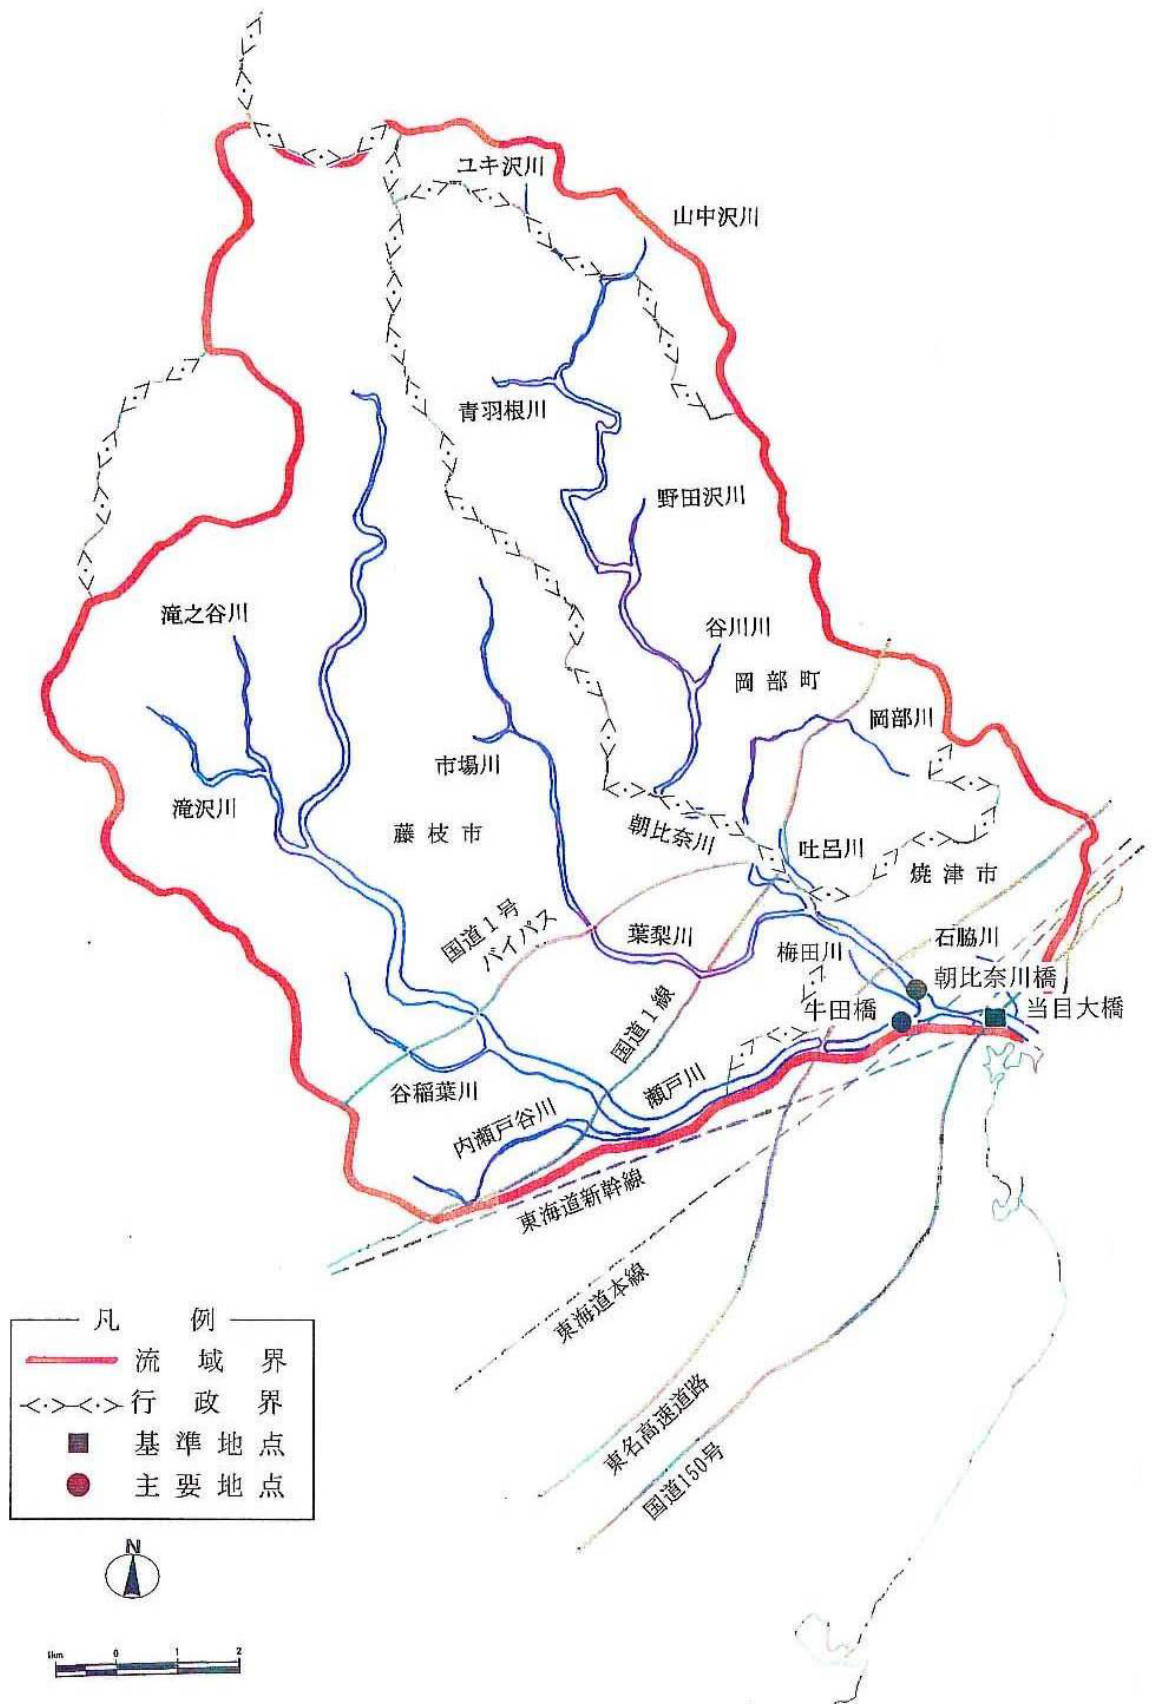 ユキ沢川
山中沢川
青羽根川
野田沢川
滝之谷川
谷川川
岡部町
岡部川
市場川
滝沢川
藤枝市
朝比奈川
吐呂川
焼津市
国道1号
バイパス
葉梨川
梅田川
石脇川
朝比奈川橋
牛田橋
当目大橋
国道1線
瀬戸川
谷稲葉川
内瀬戸谷川
東海道新幹線
東海道本線
東名高速道路
国道150号
凡例
流域界
行政界
基準地点
主要地点
N
1km 0 1 2